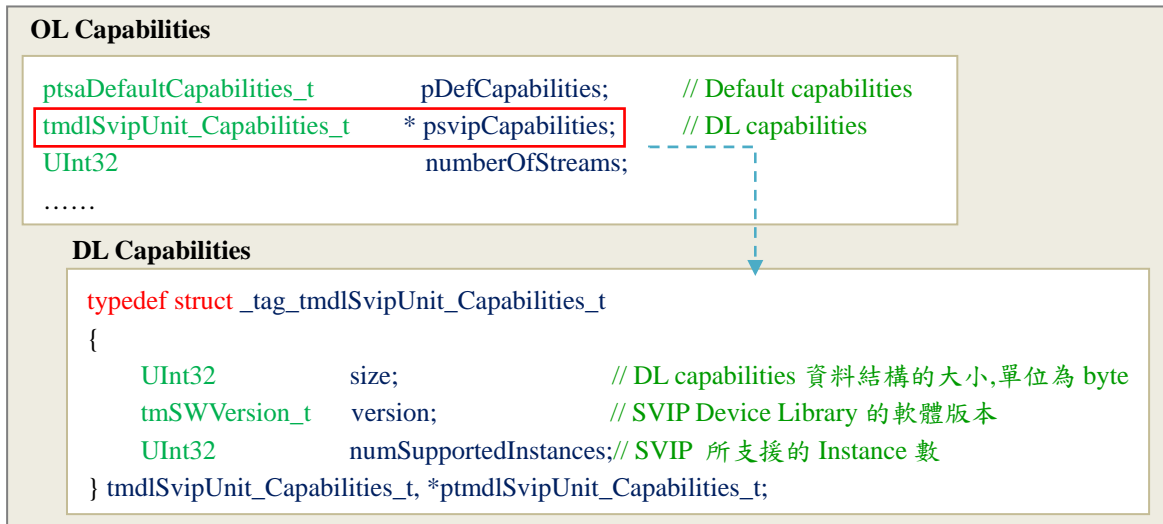 OL Capabilities
ptsaDefaultCapabilities_t pDefCapabilities; // Default capabilities
tmdlSvipUnit_Capabilities_t * psvipCapabilities; // DL capabilities
UInt32 numberOfStreams;
……
DL Capabilities
typedef struct _tag_tmdlSvipUnit_Capabilities_t
{
UInt32 size; // DL capabilities 資料結構的大小,單位為 byte
tmSWVersion_t version; // SVIP Device Library 的軟體版本
UInt32 numSupportedInstances;// SVIP 所支援的 Instance 數
} tmdlSvipUnit_Capabilities_t, *ptmdlSvipUnit_Capabilities_t;